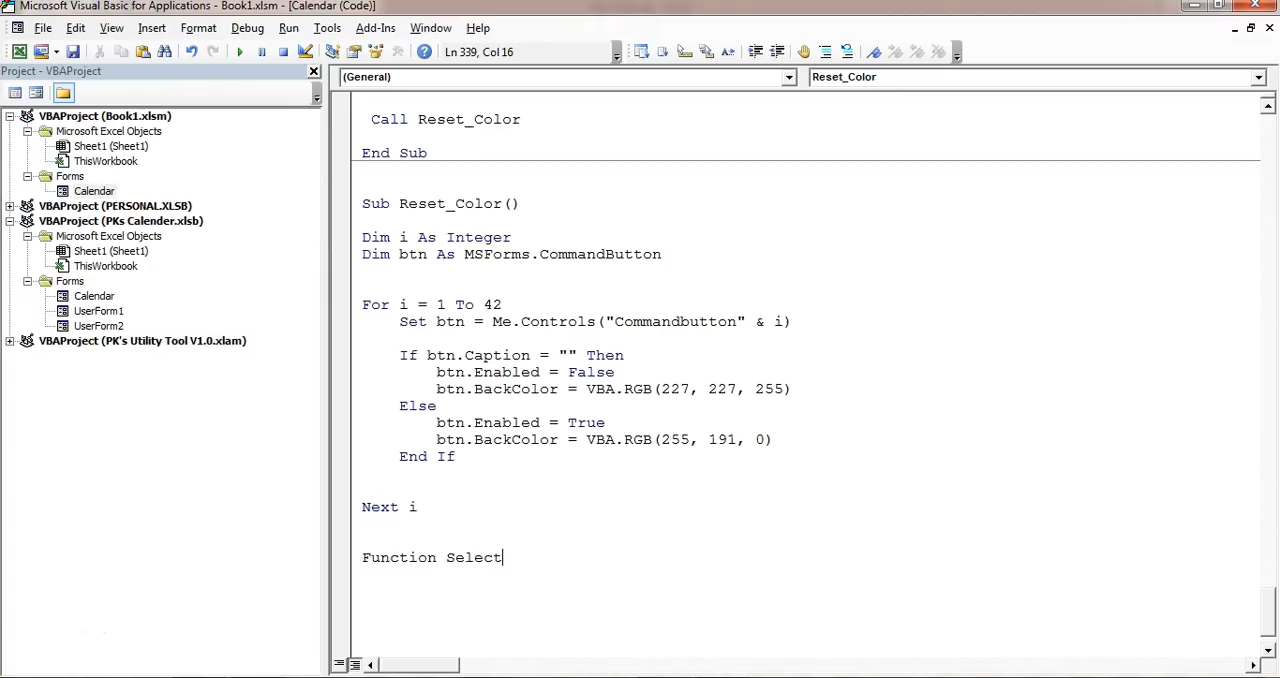 Microsoft Visual Basic for Applications - Book1.xlsm - [Calendar (Code)]
File Edit View Insert Format Debug Run Tools Add-Ins Window Help
Ln 339, Col 16
Project - VBAProject
(General)
Reset_Color
VBAProject (Book1.xlsm)
Microsoft Excel Objects
Sheet1 (Sheet1)
ThisWorkbook
Forms
Calendar
VBAProject (PERSONAL.XLSB)
VBAProject (PKs Calender.xlsb)
Microsoft Excel Objects
Sheet1 (Sheet1)
ThisWorkbook
Forms
Calendar
UserForm1
UserForm2
VBAProject (PK's Utility Tool V1.0.xlam)
Call Reset_Color
End Sub
Sub Reset_Color()
Dim i As Integer
Dim btn As MSForms.CommandButton
For i = 1 To 42
Set btn = Me.Controls("Commandbutton" & i)
If btn.Caption = "" Then
btn.Enabled = False
btn.BackColor = VBA.RGB(227, 227, 255)
Else
btn.Enabled = True
btn.BackColor = VBA.RGB(255, 191, 0)
End If
Next i
Function Select